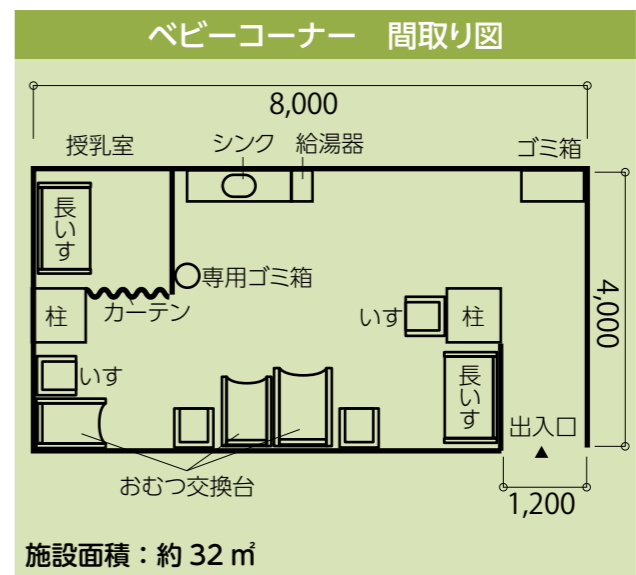 ベビーコーナー　間取り図
8,000
授乳室
シンク
給湯器
ゴミ箱
長いす
専用ゴミ箱
柱
カーテン
いす
柱
4,000
いす
長いす
出入口
▲
おむつ交換台
1,200
施設面積：約 32 ㎡